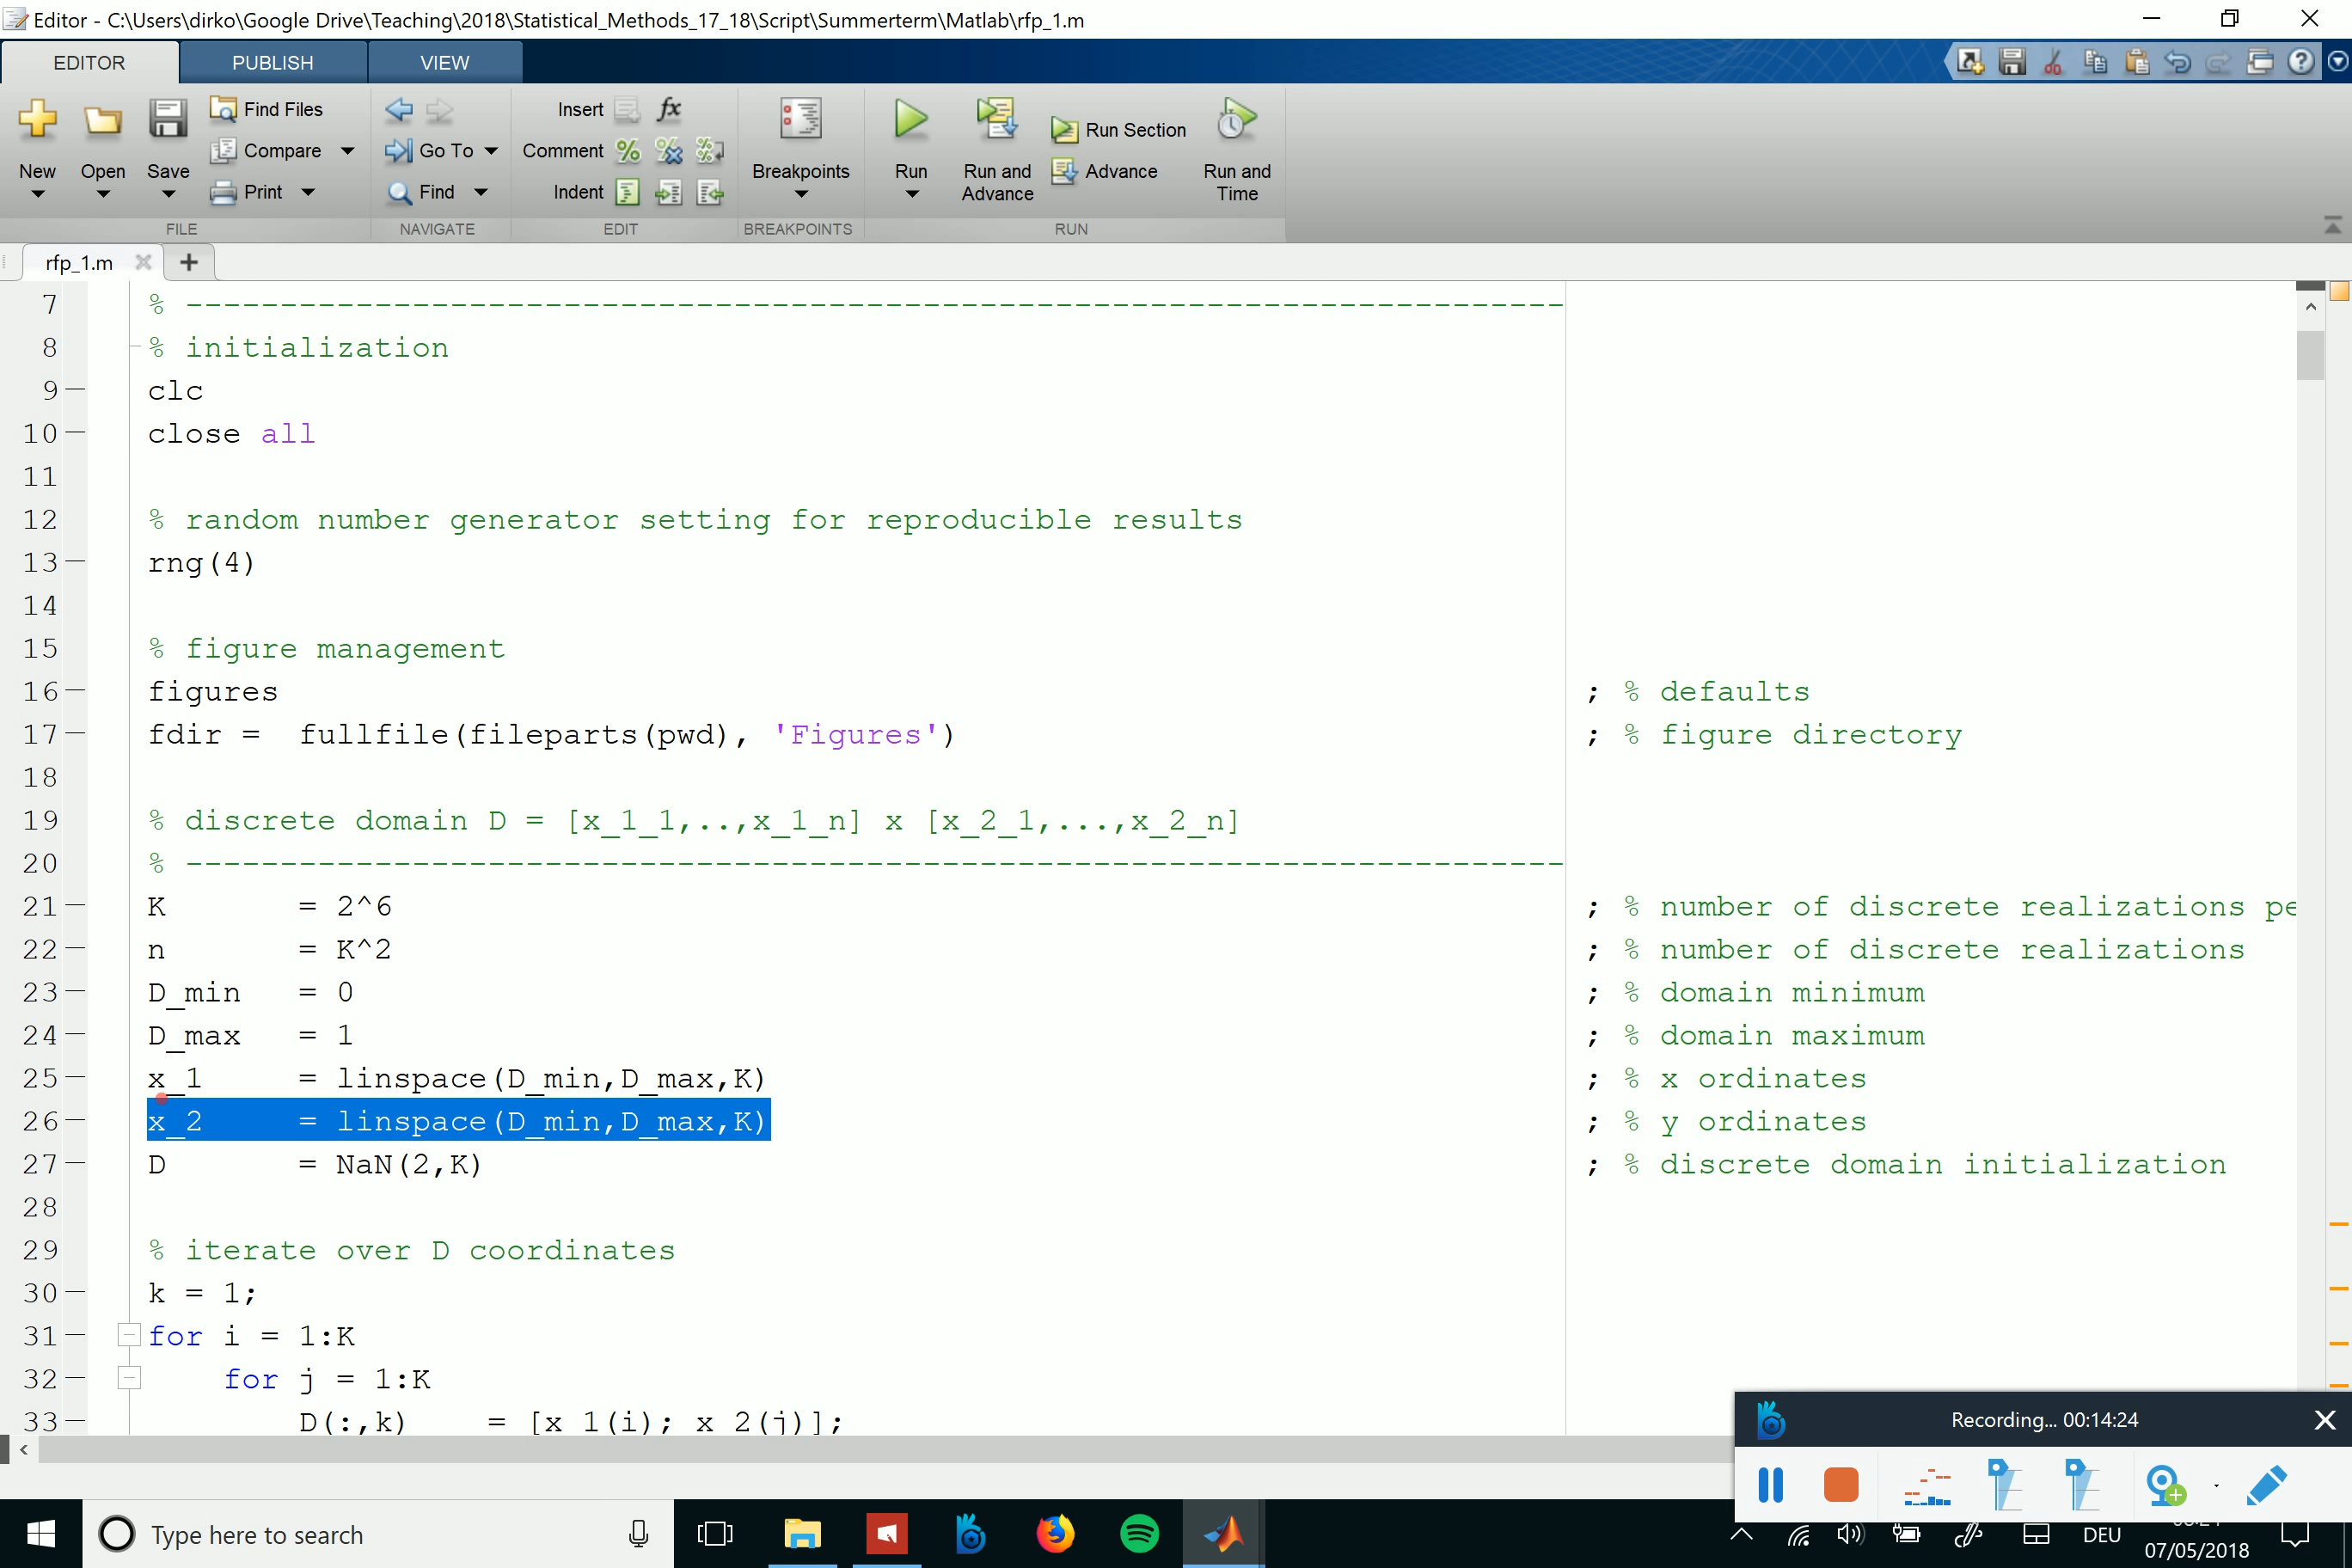 Editor - C:\Users\dirko\Google Drive\Teaching\2018\Statistical_Methods_17_18\Script\Summerterm\Matlab\rfp_1.m
EDITOR PUBLISH VIEW
New Open Save Find Files Compare Print
Go To Find
Insert fx
Comment
Indent
Breakpoints
Run Run and Advance Run Section Advance Run and Time
FILE NAVIGATE EDIT BREAKPOINTS RUN
rfp_1.m
7 % -------------------------------------------------------------------------
8 % initialization
9 clc
10 close all
11
12 % random number generator setting for reproducible results
13 rng(4)
14
15 % figure management
16 figures ; % defaults
17 fdir = fullfile(fileparts(pwd), 'Figures') ; % figure directory
18
19 % discrete domain D = [x_1_1,..,x_1_n] x [x_2_1,...,x_2_n]
20 % -------------------------------------------------------------------------
21 K = 2^6 ; % number of discrete realizations pe
22 n = K^2 ; % number of discrete realizations
23 D_min = 0 ; % domain minimum
24 D_max = 1 ; % domain maximum
25 x_1 = linspace(D_min,D_max,K) ; % x ordinates
26 x_2 = linspace(D_min,D_max,K) ; % y ordinates
27 D = NaN(2,K) ; % discrete domain initialization
28
29 % iterate over D coordinates
30 k = 1;
31 for i = 1:K
32 for j = 1:K
33 D(:,k) = [x_1(i); x_2(j)];
Recording... 00:14:24
Type here to search
DEU
07/05/2018